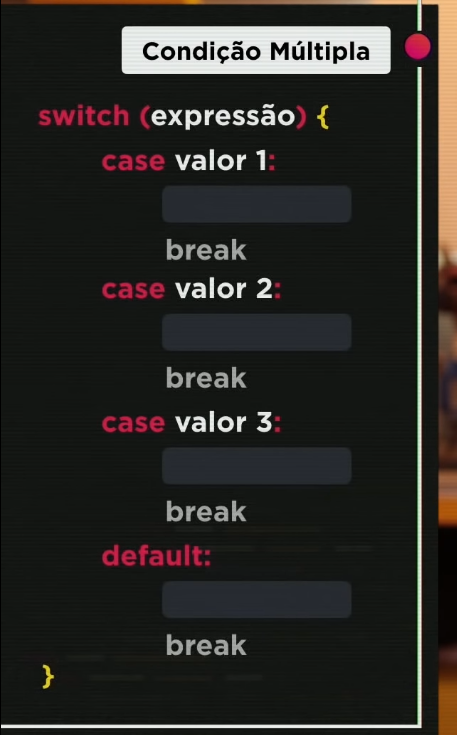 Condição Múltipla
switch (expressão) {
case valor 1:
break
case valor 2:
break
case valor 3:
break
default:
break
}